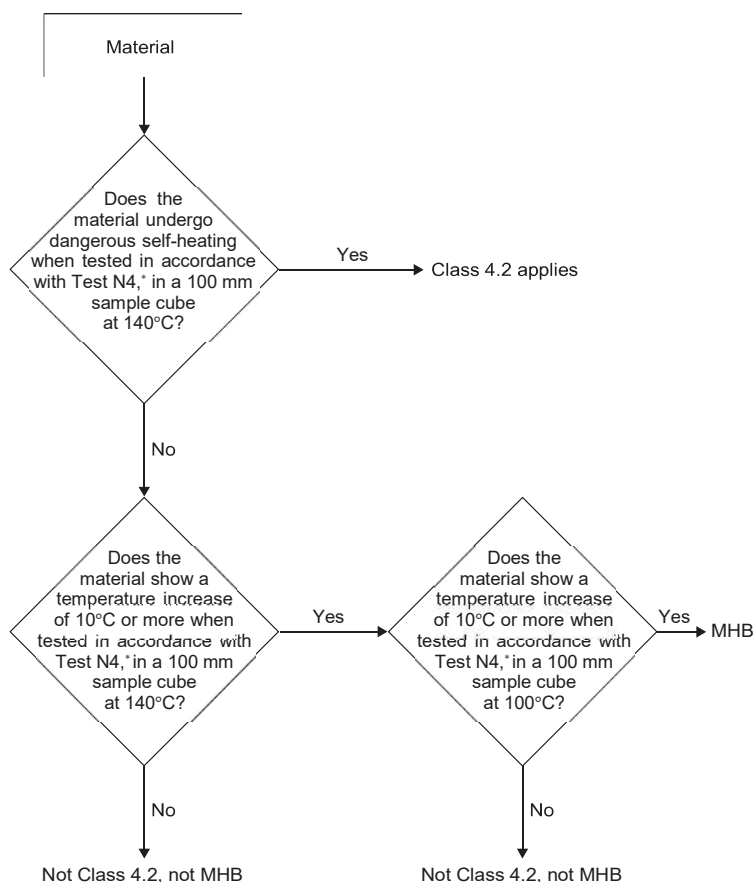 Material
Does the
material undergo
dangerous self-heating
when tested in accordance
with Test N4,* in a 100 mm
sample cube
at 140°C?
Yes
Class 4.2 applies
No
Does the
material show a
temperature increase
of 10°C or more when
tested in accordance with
Test N4,* in a 100 mm
sample cube
at 140°C?
Yes
Does the
material show a
temperature increase
of 10°C or more when
tested in accordance with
Test N4,* in a 100 mm
sample cube
at 100°C?
Yes
MHB
No
No
Not Class 4.2, not MHB
Not Class 4.2, not MHB